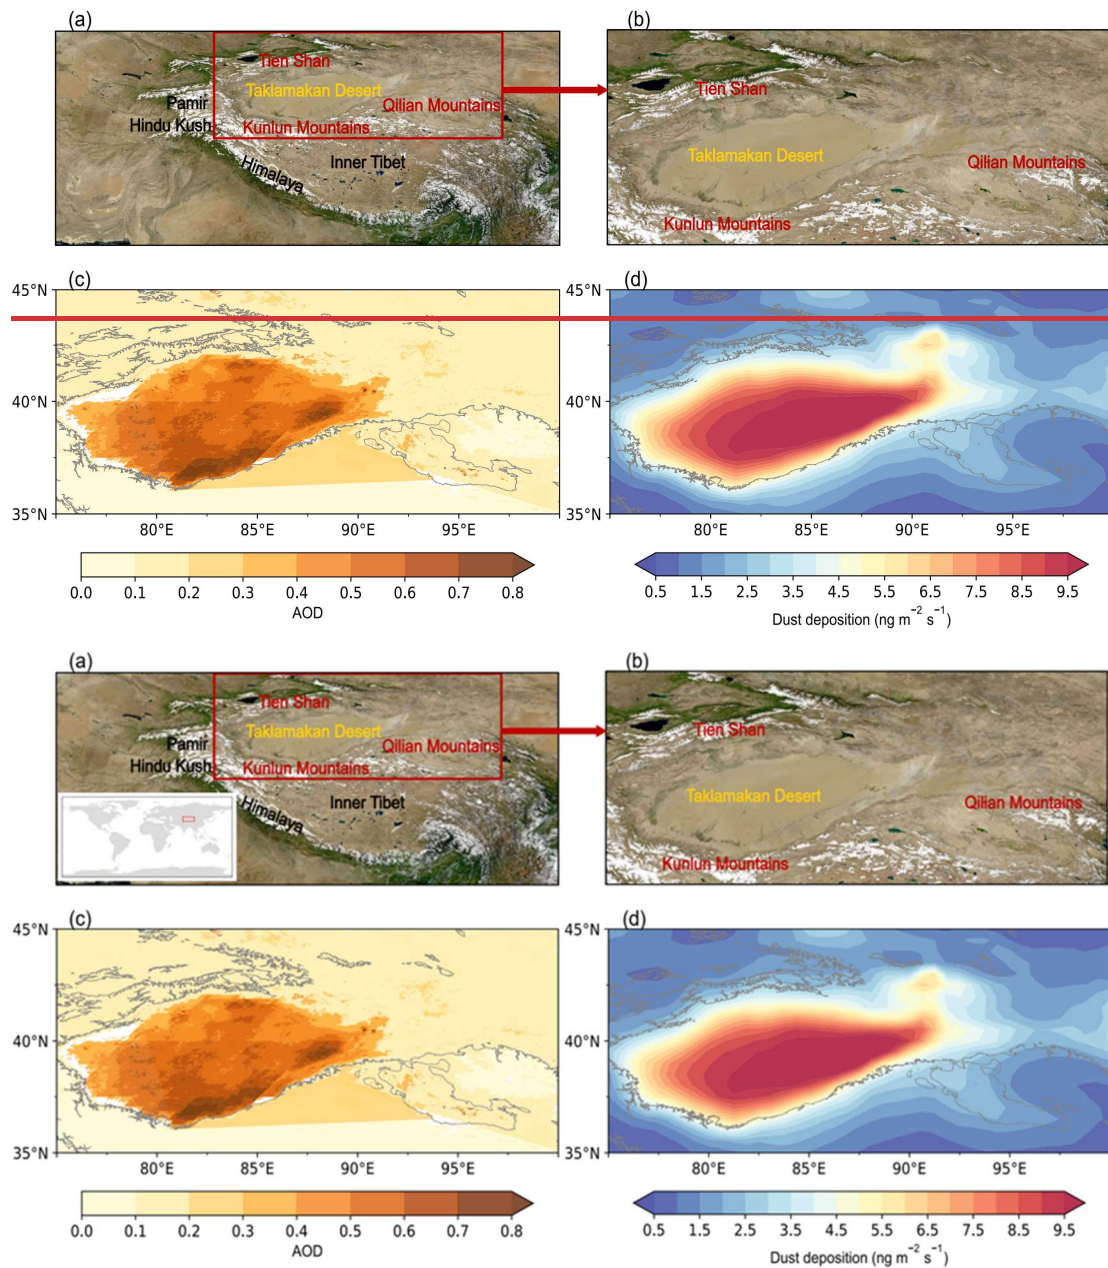 (a)
(b)
Tien Shan
Taklamakan Desert
Pamir
Qilian Mountains
Hindu Kush
Kunlun Mountains
Himalaya
Inner Tibet
Tien Shan
Taklamakan Desert
Qilian Mountains
Kunlun Mountains
(c)
(d)
45°N
40°N
35°N
80°E 85°E 90°E 95°E
45°N
40°N
35°N
80°E 85°E 90°E 95°E
0.0 0.1 0.2 0.3 0.4 0.5 0.6 0.7 0.8
AOD
0.5 1.5 2.5 3.5 4.5 5.5 6.5 7.5 8.5 9.5
Dust deposition (ng m⁻² s⁻¹)
(a)
(b)
Tien Shan
Taklamakan Desert
Pamir
Qilian Mountains
Hindu Kush
Kunlun Mountains
Himalaya
Inner Tibet
Tien Shan
Taklamakan Desert
Qilian Mountains
Kunlun Mountains
(c)
(d)
45°N
40°N
35°N
80°E 85°E 90°E 95°E
45°N
40°N
35°N
80°E 85°E 90°E 95°E
0.0 0.1 0.2 0.3 0.4 0.5 0.6 0.7 0.8
AOD
0.5 1.5 2.5 3.5 4.5 5.5 6.5 7.5 8.5 9.5
Dust deposition (ng m⁻² s⁻¹)